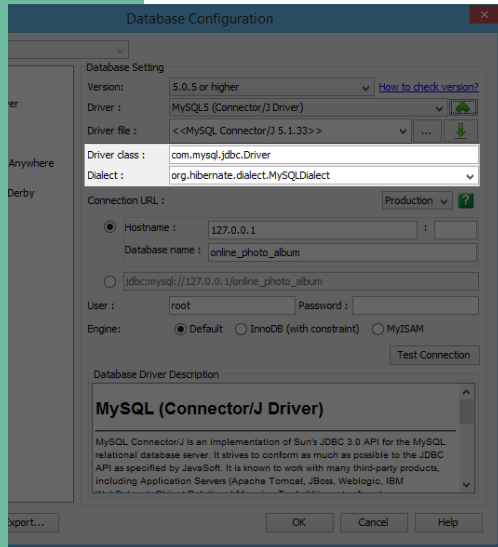 Database Configuration
ver
Anywhere
Derby
Database Setting
Version: 5.0.5 or higher How to check version?
Driver : MySQL5 (Connector/J Driver)
Driver file : <<MySQL Connector/J 5.1.33>> ...
Driver class : com.mysql.jdbc.Driver
Dialect : org.hibernate.dialect.MySQLDialect
Connection URL : Production ?
Hostname : 127.0.0.1 :
Database name : online_photo_album
jdbc:mysql://127.0.0.1/online_photo_album
User : root Password :
Engine: Default InnoDB (with constraint) MyISAM
Test Connection
Database Driver Description
MySQL (Connector/J Driver)
MySQL Connector/J is an implementation of Sun's JDBC 3.0 API for the MySQL
relational database server. It strives to conform as much as possible to the JDBC
API as specified by JavaSoft. It is known to work with many third-party products,
including Application Servers (Apache Tomcat, JBoss, Weblogic, IBM
Export... OK Cancel Help